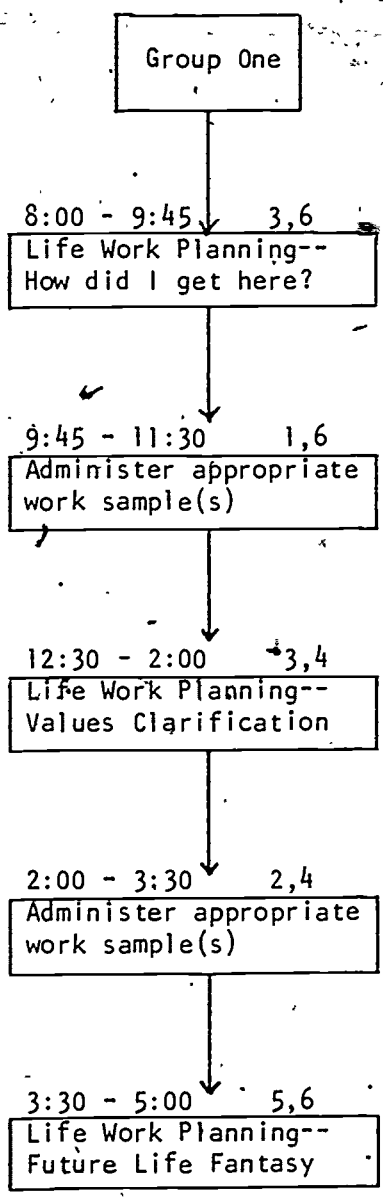 Group One
8:00 - 9:45 3,6
Life Work Planning--
How did I get here?
9:45 - 11:30 1,6
Administer appropriate
work sample(s)
12:30 - 2:00 3,4
Life Work Planning--
Values Clarification
2:00 - 3:30 2,4
Administer appropriate
work sample(s)
3:30 - 5:00 5,6
Life Work Planning--
Future Life Fantasy